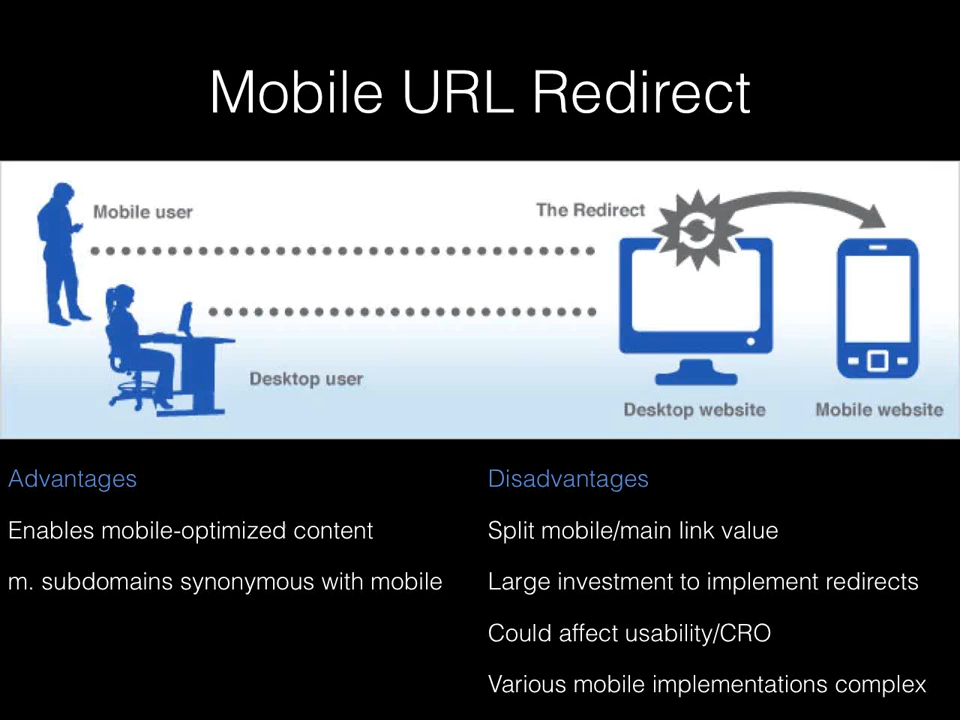 Mobile URL Redirect
Mobile user
The Redirect
Desktop user
Desktop website
Mobile website
Advantages
Enables mobile-optimized content
m. subdomains synonymous with mobile
Disadvantages
Split mobile/main link value
Large investment to implement redirects
Could affect usability/CRO
Various mobile implementations complex